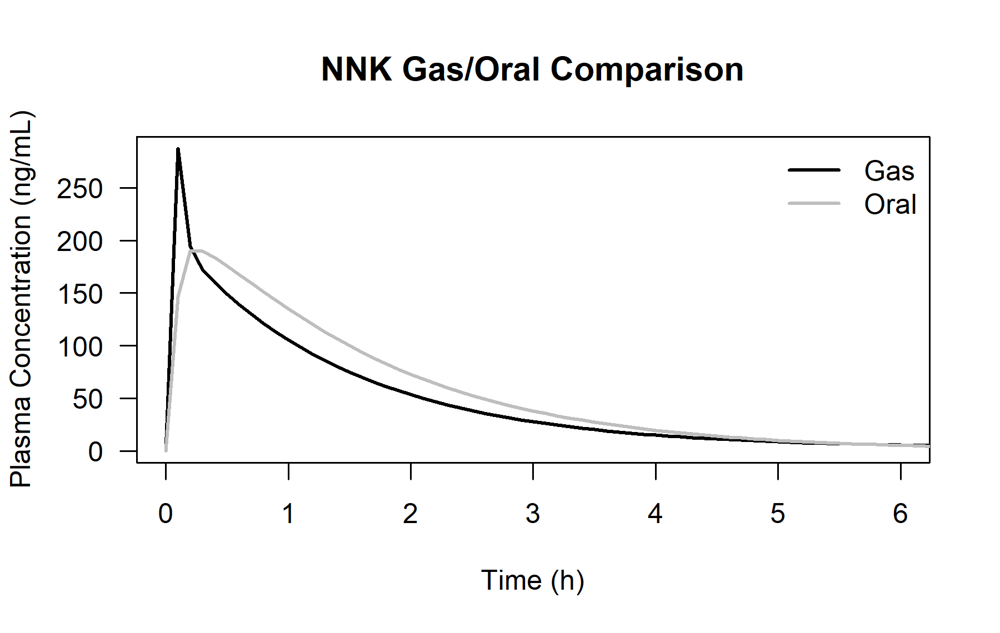 NNK Gas/Oral Comparison
Plasma Concentration (ng/mL)
250
200
150
100
50
0
Gas
Oral
0 1 2 3 4 5 6
Time (h)